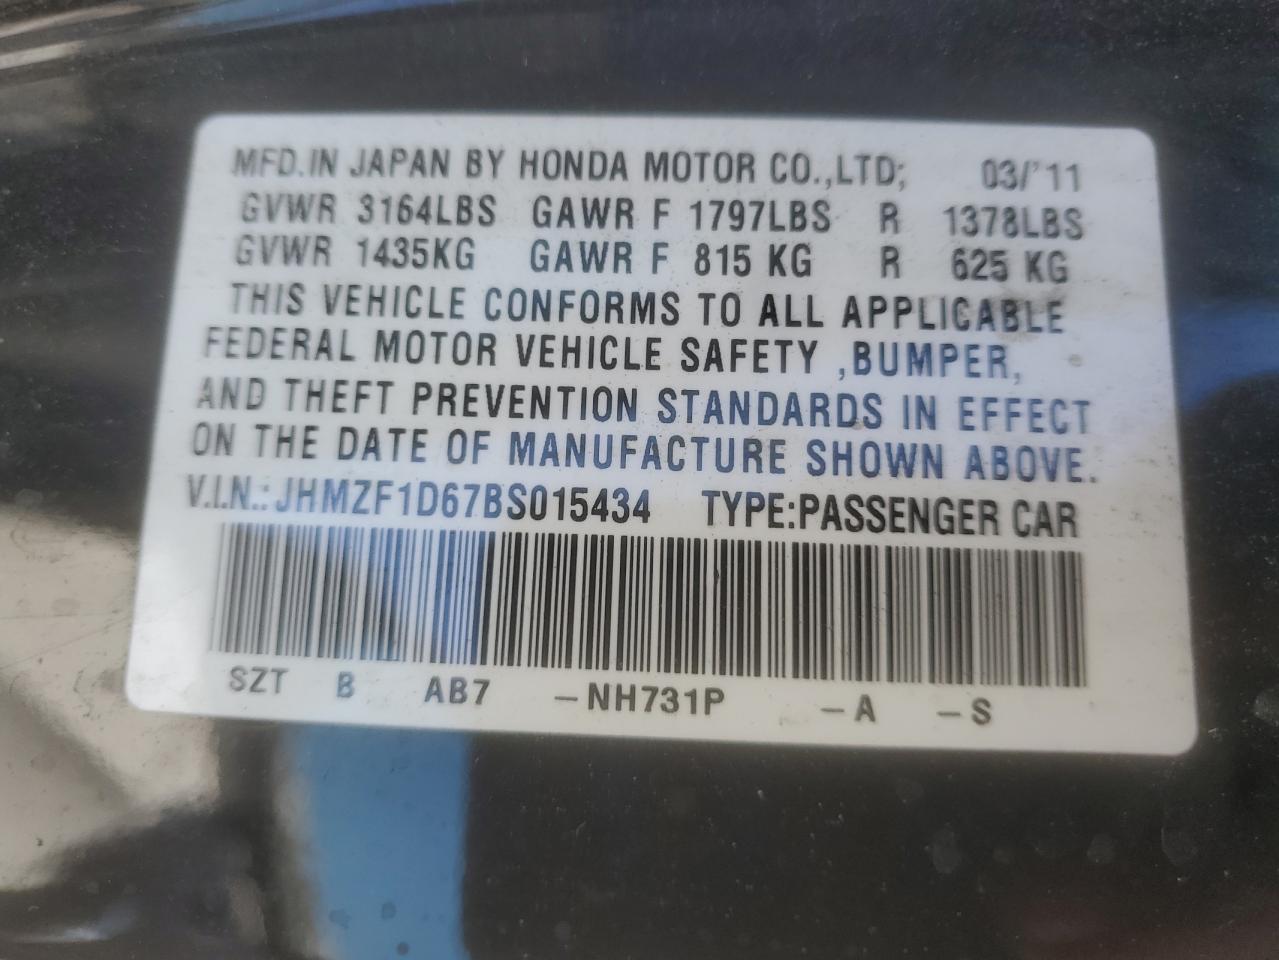 MFD.IN JAPAN BY HONDA MOTOR CO.,LTD; 03/'11
GVWR 3164LBS GAWR F 1797LBS R 1378LBS
GVWR 1435KG GAWR F 815 KG R 625 KG
THIS VEHICLE CONFORMS TO ALL APPLICABLE
FEDERAL MOTOR VEHICLE SAFETY ,BUMPER,
AND THEFT PREVENTION STANDARDS IN EFFECT
ON THE DATE OF MANUFACTURE SHOWN ABOVE.
V.I.N.: JHMZF1D67BS015434 TYPE:PASSENGER CAR
SZT B AB7 -NH731P -A -S